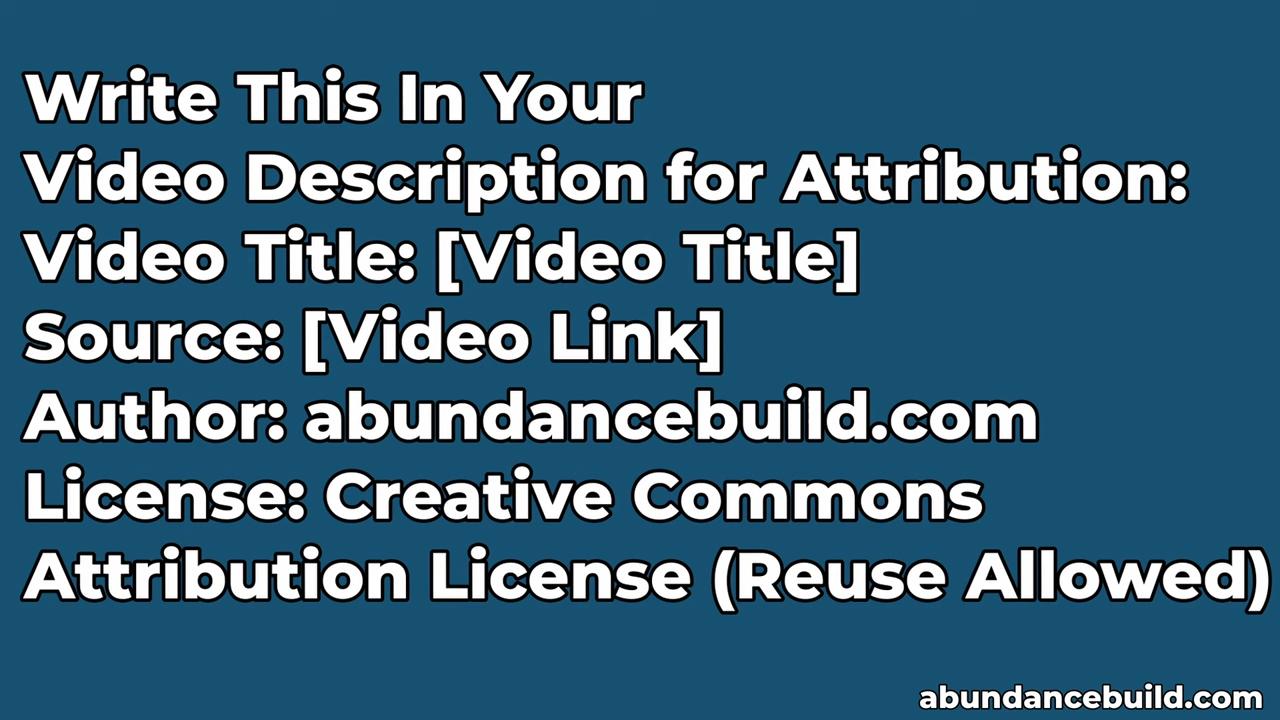 Write This In Your
Video Description for Attribution:
Video Title: [Video Title]
Source: [Video Link]
Author: abundancebuild.com
License: Creative Commons
Attribution License (Reuse Allowed)
abundancebuild.com